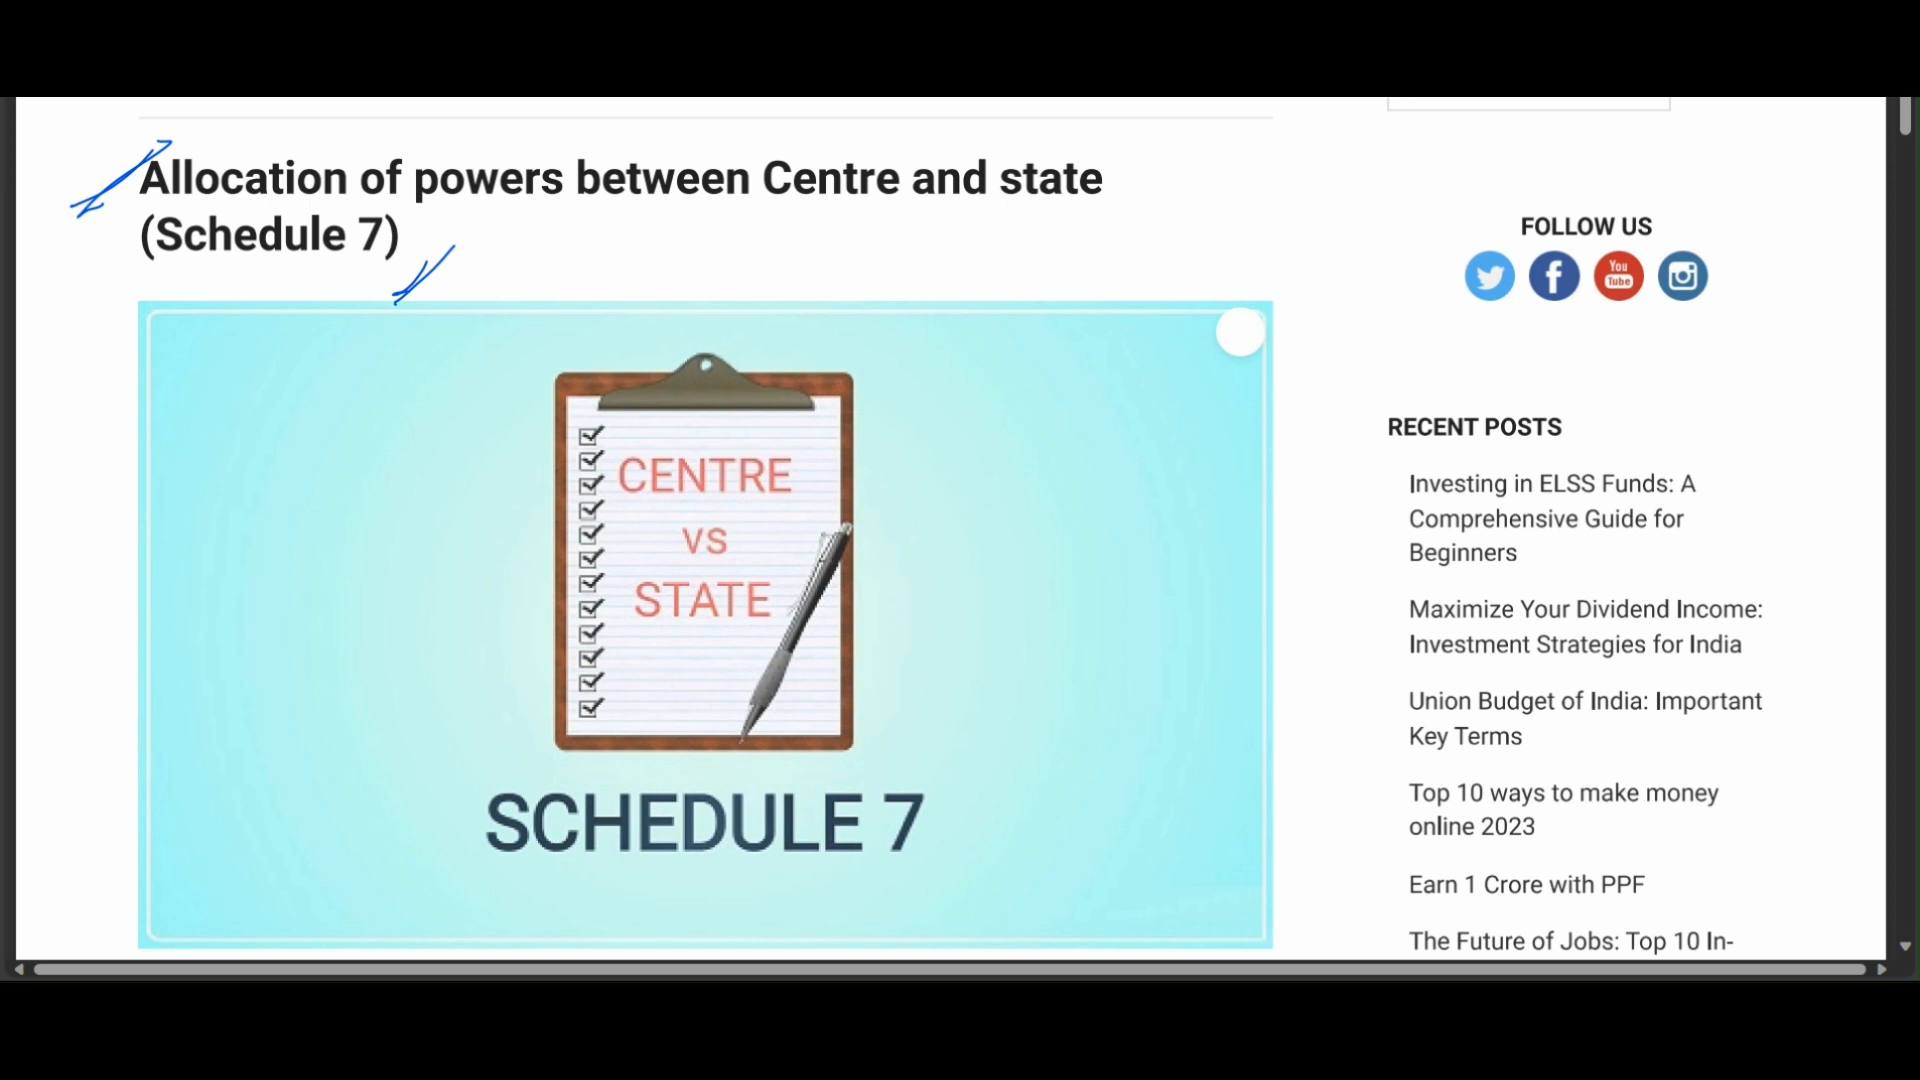 Allocation of powers between Centre and state
(Schedule 7)
CENTRE
VS
STATE
SCHEDULE 7
FOLLOW US
You
Tube
RECENT POSTS
Investing in ELSS Funds: A
Comprehensive Guide for
Beginners
Maximize Your Dividend Income:
Investment Strategies for India
Union Budget of India: Important
Key Terms
Top 10 ways to make money
online 2023
Earn 1 Crore with PPF
The Future of Jobs: Top 10 In-